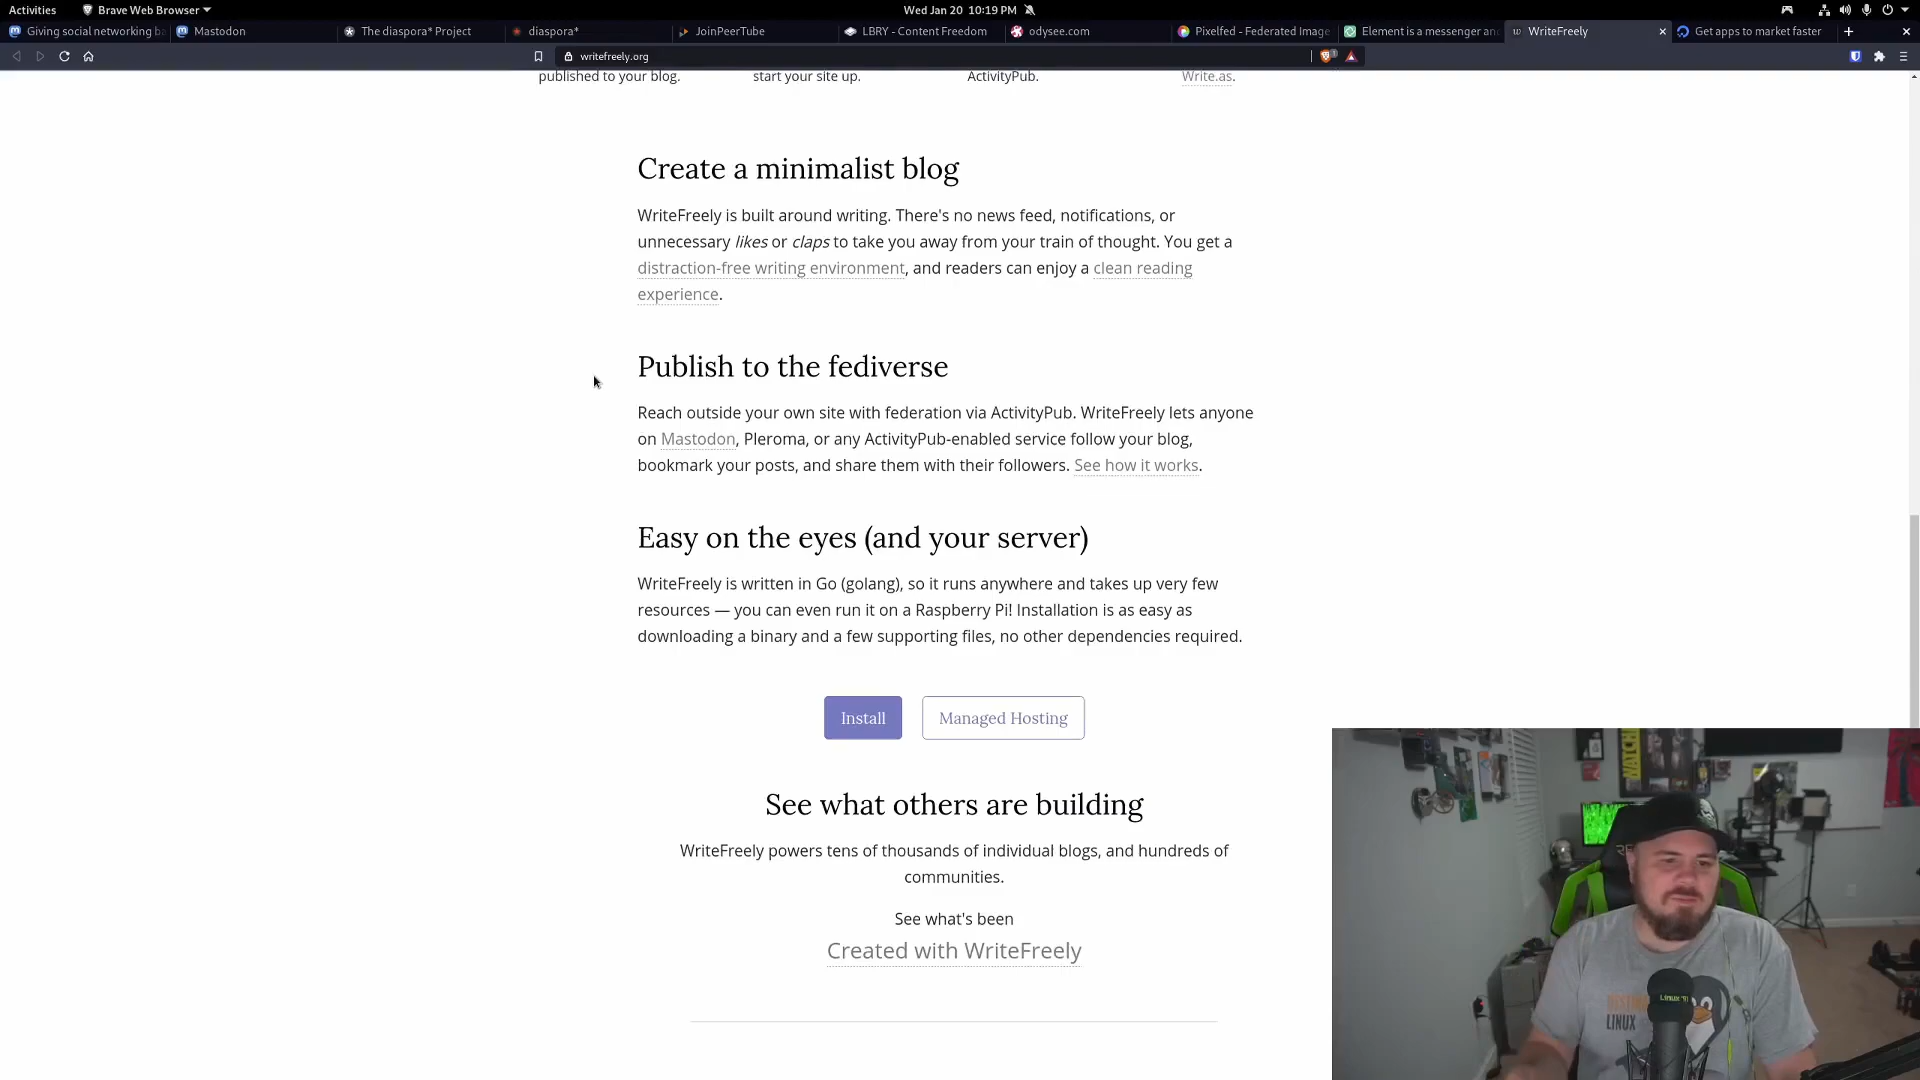 Activities
Brave Web Browser
Wed Jan 20 10:19 PM
Giving social networking ba
Mastodon
The diaspora* Project
diaspora*
JoinPeerTube
LBRY - Content Freedom
odysee.com
Pixelfed - Federated Image
Element is a messenger and
WriteFreely
Get apps to market faster
writefreely.org
published to your blog.
start your site up.
ActivityPub.
Write.as.
Create a minimalist blog
WriteFreely is built around writing. There's no news feed, notifications, or
unnecessary likes or claps to take you away from your train of thought. You get a
distraction-free writing environment, and readers can enjoy a clean reading
experience.
Publish to the fediverse
Reach outside your own site with federation via ActivityPub. WriteFreely lets anyone
on Mastodon, Pleroma, or any ActivityPub-enabled service follow your blog,
bookmark your posts, and share them with their followers. See how it works.
Easy on the eyes (and your server)
WriteFreely is written in Go (golang), so it runs anywhere and takes up very few
resources — you can even run it on a Raspberry Pi! Installation is as easy as
downloading a binary and a few supporting files, no other dependencies required.
Install
Managed Hosting
See what others are building
WriteFreely powers tens of thousands of individual blogs, and hundreds of
communities.
See what's been
Created with WriteFreely
LINUX